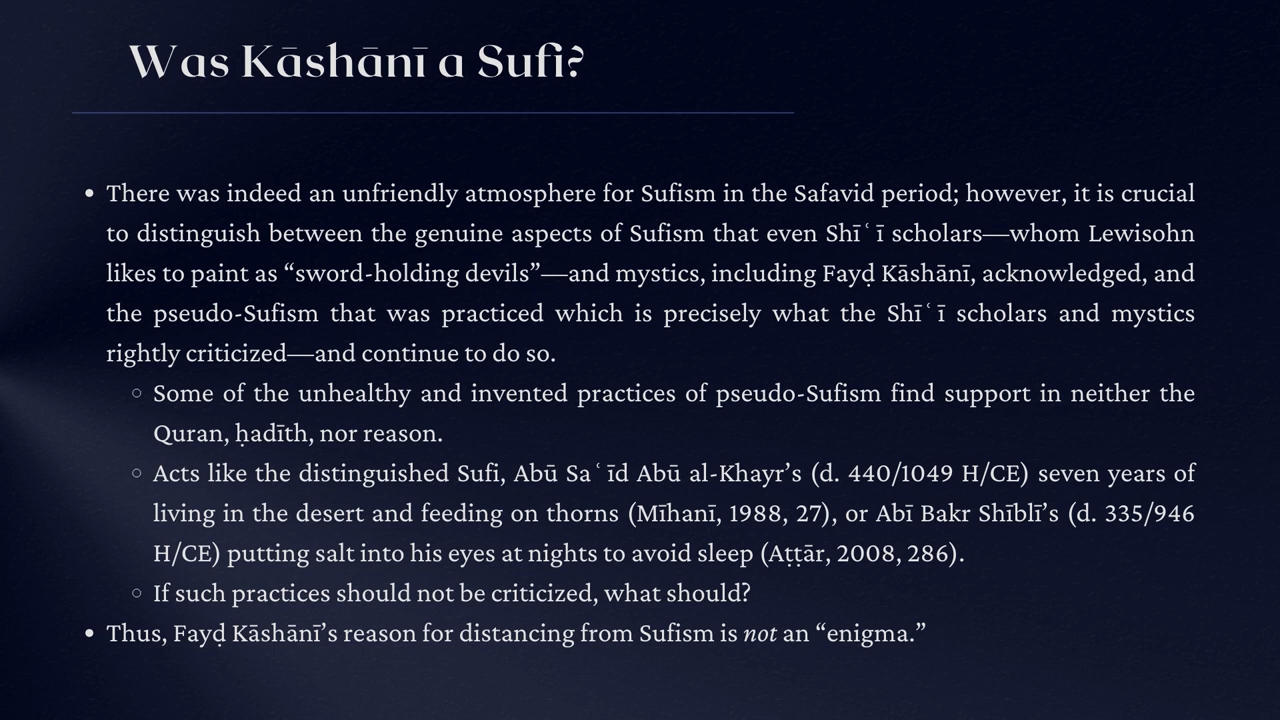 Was Kāshānī a Sufi?
• There was indeed an unfriendly atmosphere for Sufism in the Safavid period; however, it is crucial
to distinguish between the genuine aspects of Sufism that even Shīʿī scholars—whom Lewisohn
likes to paint as “sword-holding devils”—and mystics, including Fayḍ Kāshānī, acknowledged, and
the pseudo-Sufism that was practiced which is precisely what the Shīʿī scholars and mystics
rightly criticized—and continue to do so.
○ Some of the unhealthy and invented practices of pseudo-Sufism find support in neither the
Quran, ḥadīth, nor reason.
○ Acts like the distinguished Sufi, Abū Saʿīd Abū al-Khayr’s (d. 440/1049 H/CE) seven years of
living in the desert and feeding on thorns (Mīhanī, 1988, 27), or Abī Bakr Shīblī’s (d. 335/946
H/CE) putting salt into his eyes at nights to avoid sleep (Aṭṭār, 2008, 286).
○ If such practices should not be criticized, what should?
• Thus, Fayḍ Kāshānī’s reason for distancing from Sufism is not an “enigma.”